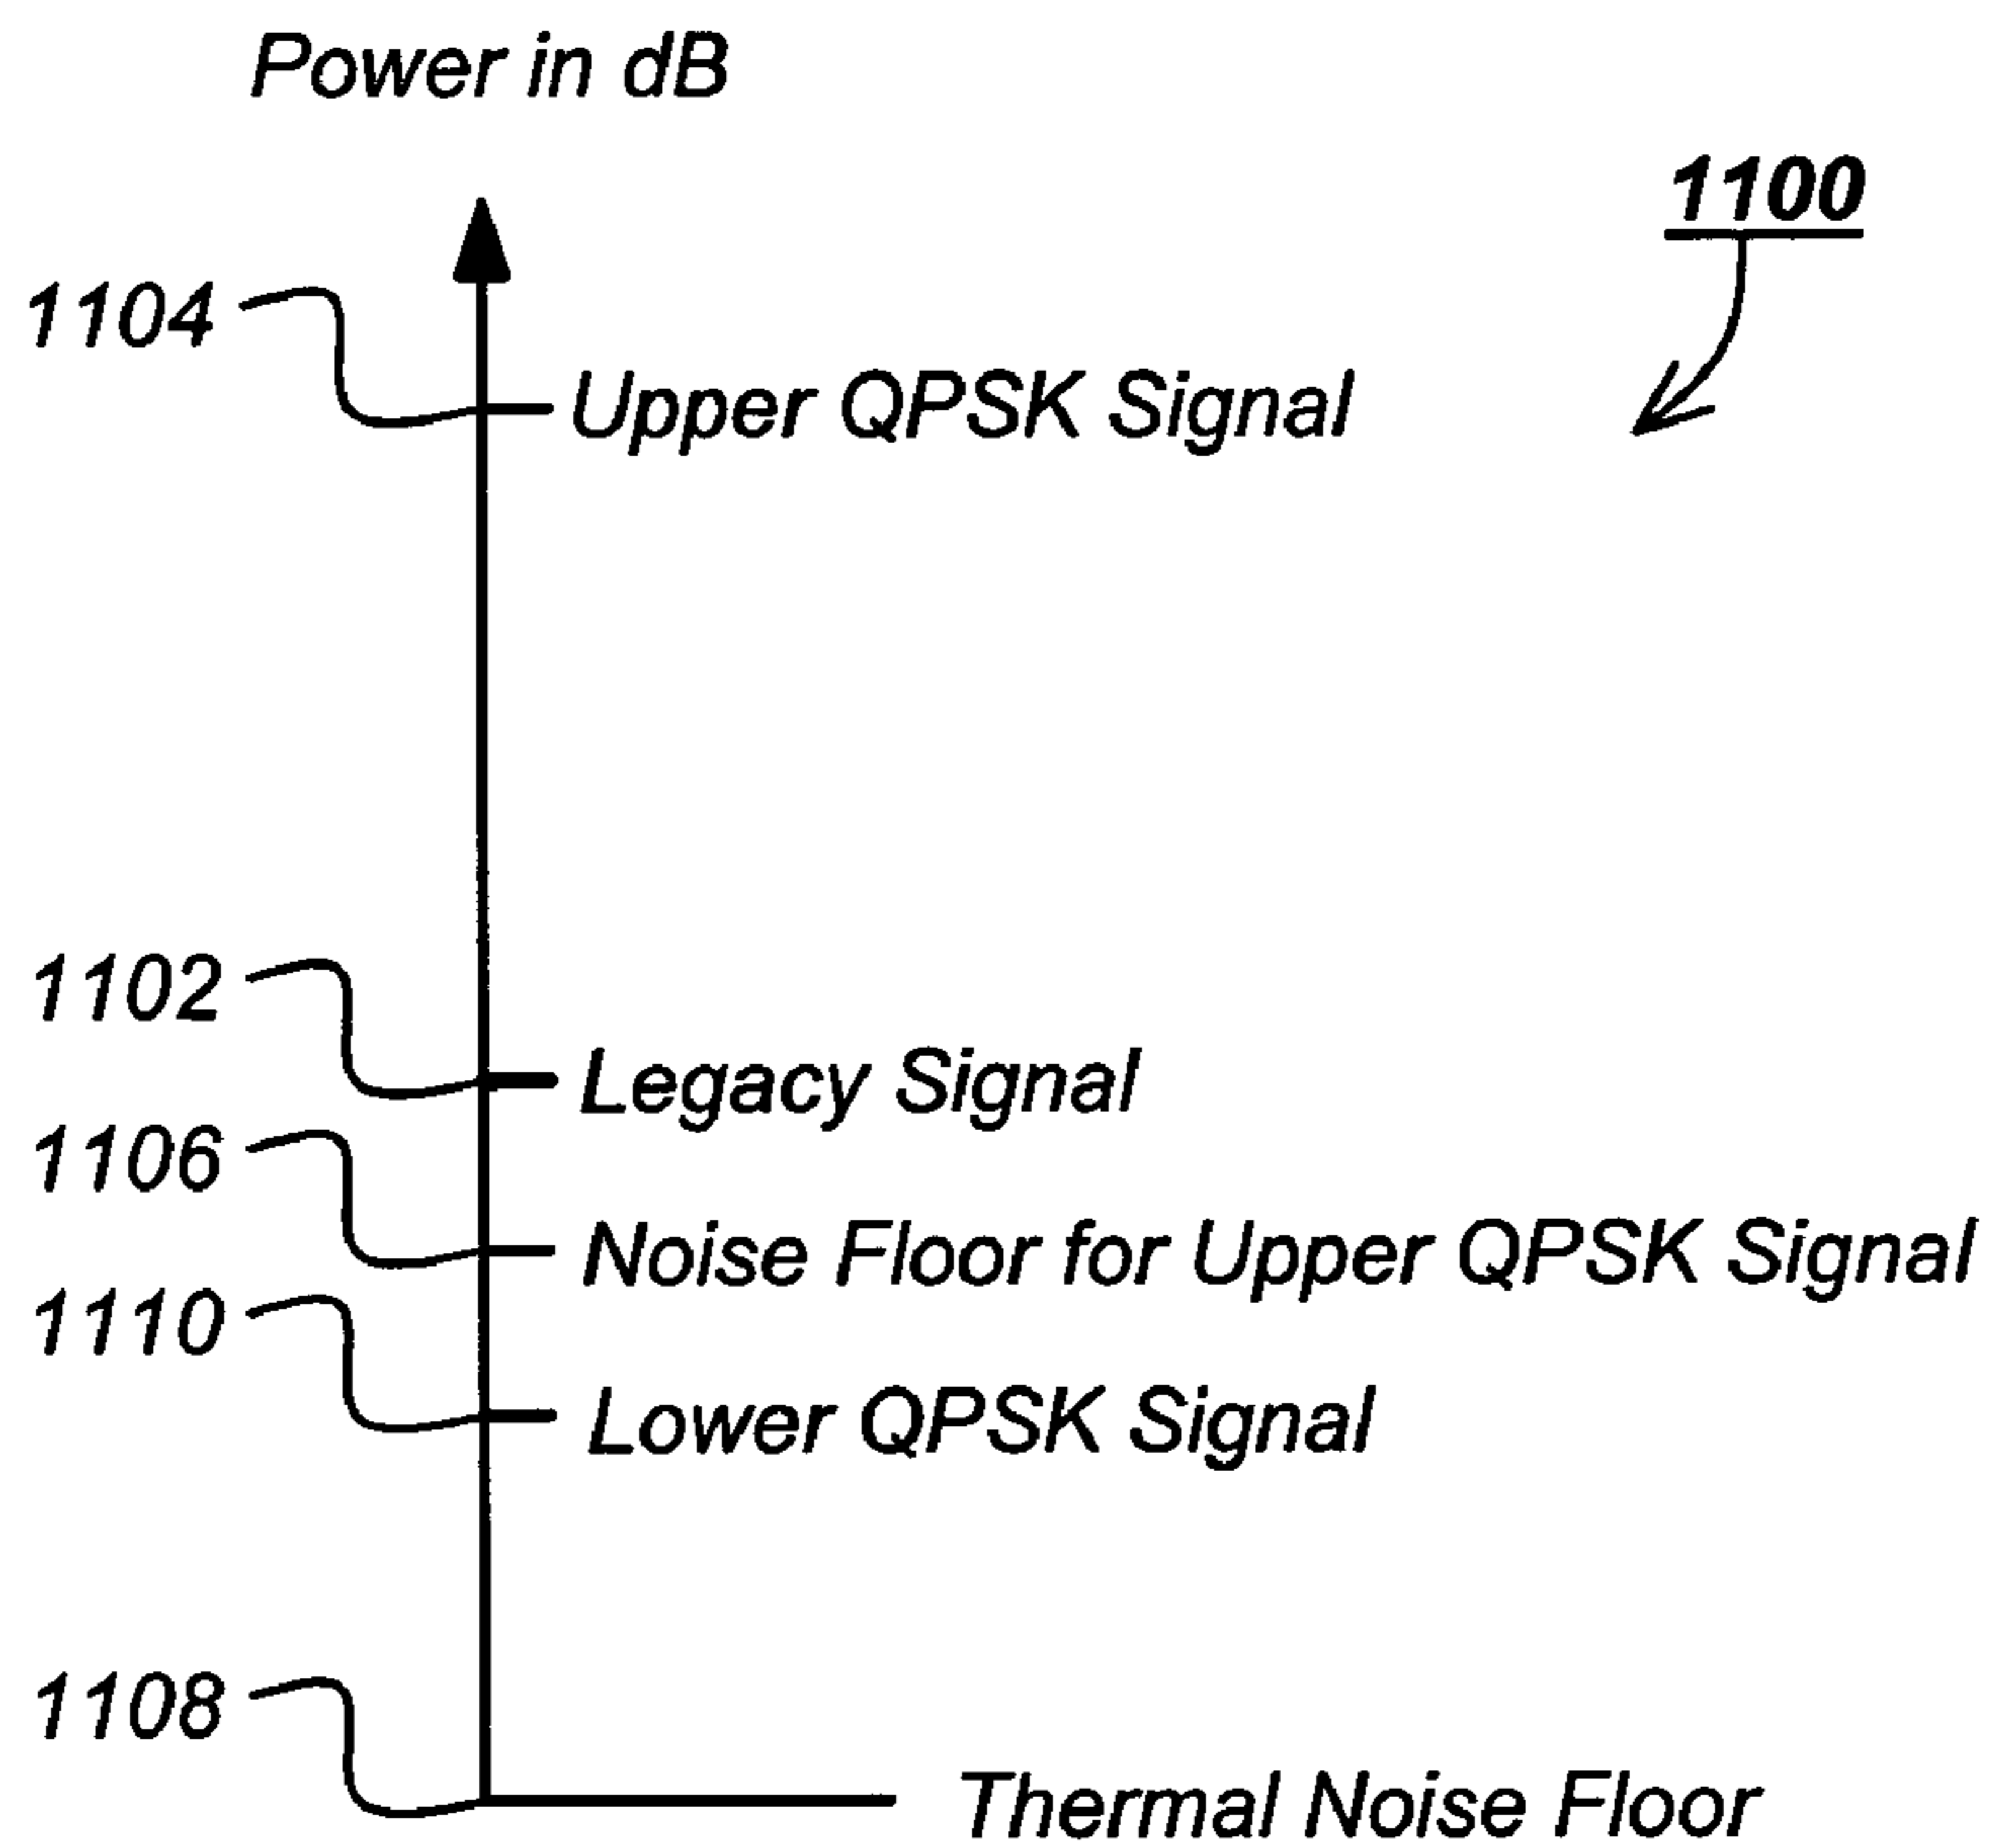 Power in dB
1100
1104
Upper QPSK Signal
1102
Legacy Signal
1106
Noise Floor for Upper QPSK Signal
1110
Lower QPSK Signal
1108
Thermal Noise Floor